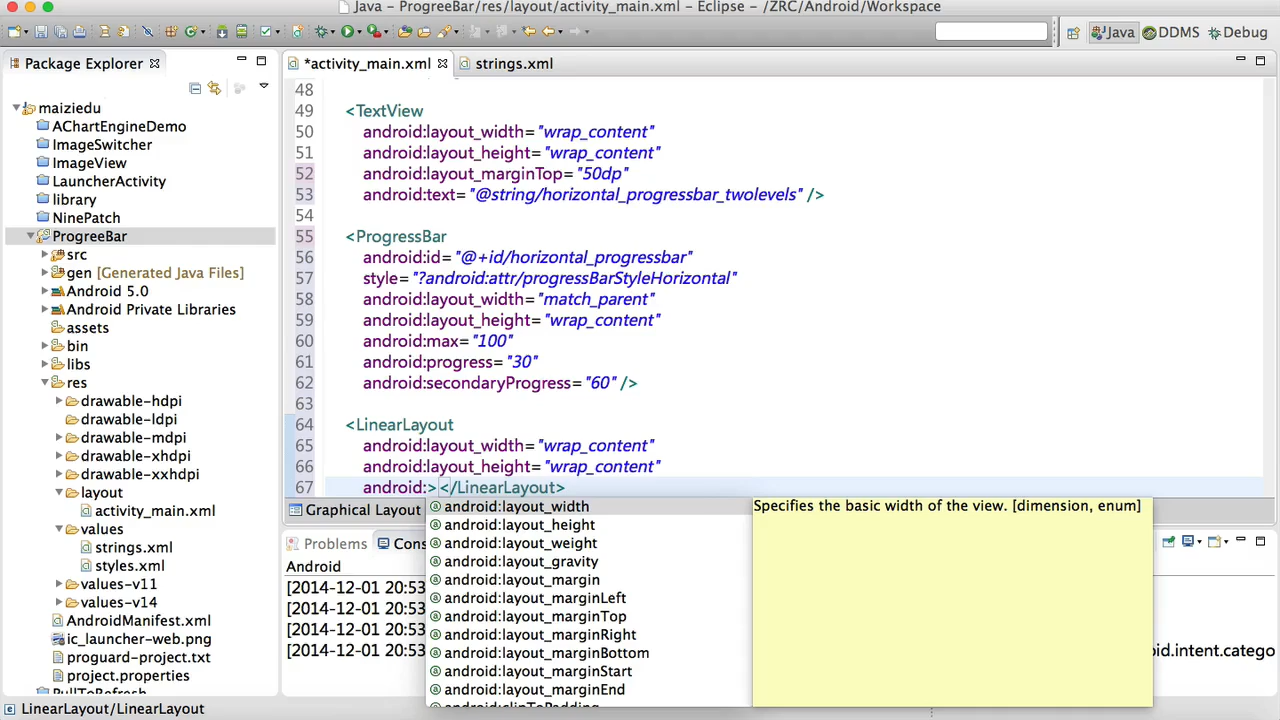 Java - ProgreeBar/res/layout/activity_main.xml - Eclipse - /ZRC/Android/Workspace
Java DDMS Debug
Package Explorer
*activity_main.xml strings.xml
maiziedu
AChartEngineDemo
ImageSwitcher
ImageView
LauncherActivity
library
NinePatch
ProgreeBar
src
gen [Generated Java Files]
Android 5.0
Android Private Libraries
assets
bin
libs
res
drawable-hdpi
drawable-ldpi
drawable-mdpi
drawable-xhdpi
drawable-xxhdpi
layout
activity_main.xml
values
strings.xml
styles.xml
values-v11
values-v14
AndroidManifest.xml
ic_launcher-web.png
proguard-project.txt
project.properties
PullToRefresh
48
49 <TextView
50 android:layout_width="wrap_content"
51 android:layout_height="wrap_content"
52 android:layout_marginTop="50dp"
53 android:text="@string/horizontal_progressbar_twolevels" />
54
55 <ProgressBar
56 android:id="@+id/horizontal_progressbar"
57 style="?android:attr/progressBarStyleHorizontal"
58 android:layout_width="match_parent"
59 android:layout_height="wrap_content"
60 android:max="100"
61 android:progress="30"
62 android:secondaryProgress="60" />
63
64 <LinearLayout
65 android:layout_width="wrap_content"
66 android:layout_height="wrap_content"
67 android:></LinearLayout>
Graphical Layout
android:layout_width
android:layout_height
android:layout_weight
android:layout_gravity
android:layout_margin
android:layout_marginLeft
android:layout_marginTop
android:layout_marginRight
android:layout_marginBottom
android:layout_marginStart
android:layout_marginEnd
android:clipToPadding
Specifies the basic width of the view. [dimension, enum]
Problems Cons
Android
[2014-12-01 20:53
[2014-12-01 20:53
[2014-12-01 20:53
[2014-12-01 20:53
oid.intent.catego
LinearLayout/LinearLayout